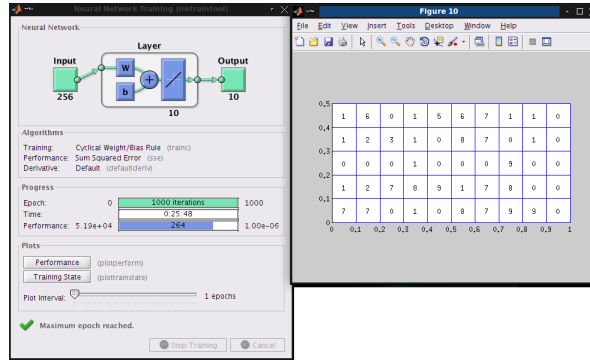 Neural Network Training (nntraintool)
Neural Network
Layer
Input
W
b
Output
256
10
10
Algorithms
Training: Cyclical Weight/Bias Rule (trainc)
Performance: Sum Squared Error (sse)
Derivative: Default (defaultderiv)
Progress
Epoch: 0 1000 iterations 1000
Time: 0:25:48
Performance: 5.19e+04 264 1.00e-06
Plots
Performance (plotperform)
Training State (plottrainstate)
Plot Interval: 1 epochs
Maximum epoch reached.
Stop Training Cancel
Figure 10
File Edit View Insert Tools Desktop Window Help
0.5
1 6 0 1 5 6 7 1 1 0
0.4
1 2 3 1 0 8 7 0 1 0
0.3
0 0 0 1 0 0 0 9 0 0
0.2
1 2 7 8 9 1 7 8 0 0
0.1
7 7 0 1 0 8 7 9 9 0
0
0 0.1 0.2 0.3 0.4 0.5 0.6 0.7 0.8 0.9 1